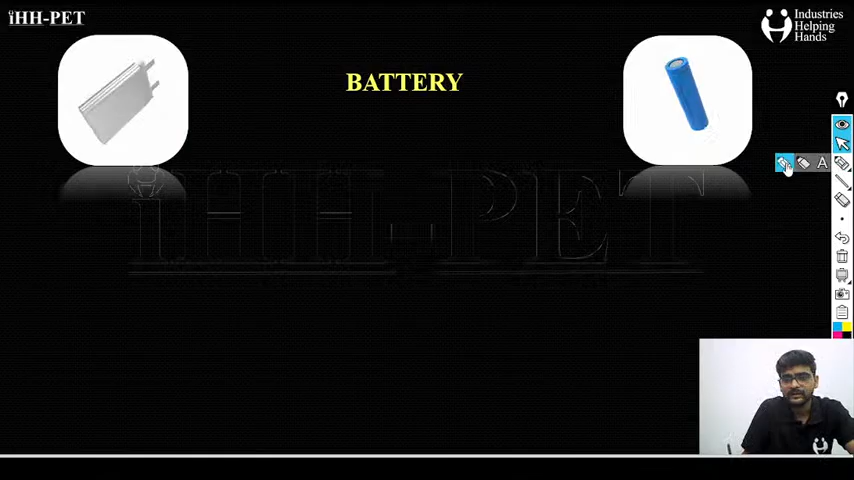 iHH-PET
Industries
Helping
Hands
BATTERY
A
iHH-PET